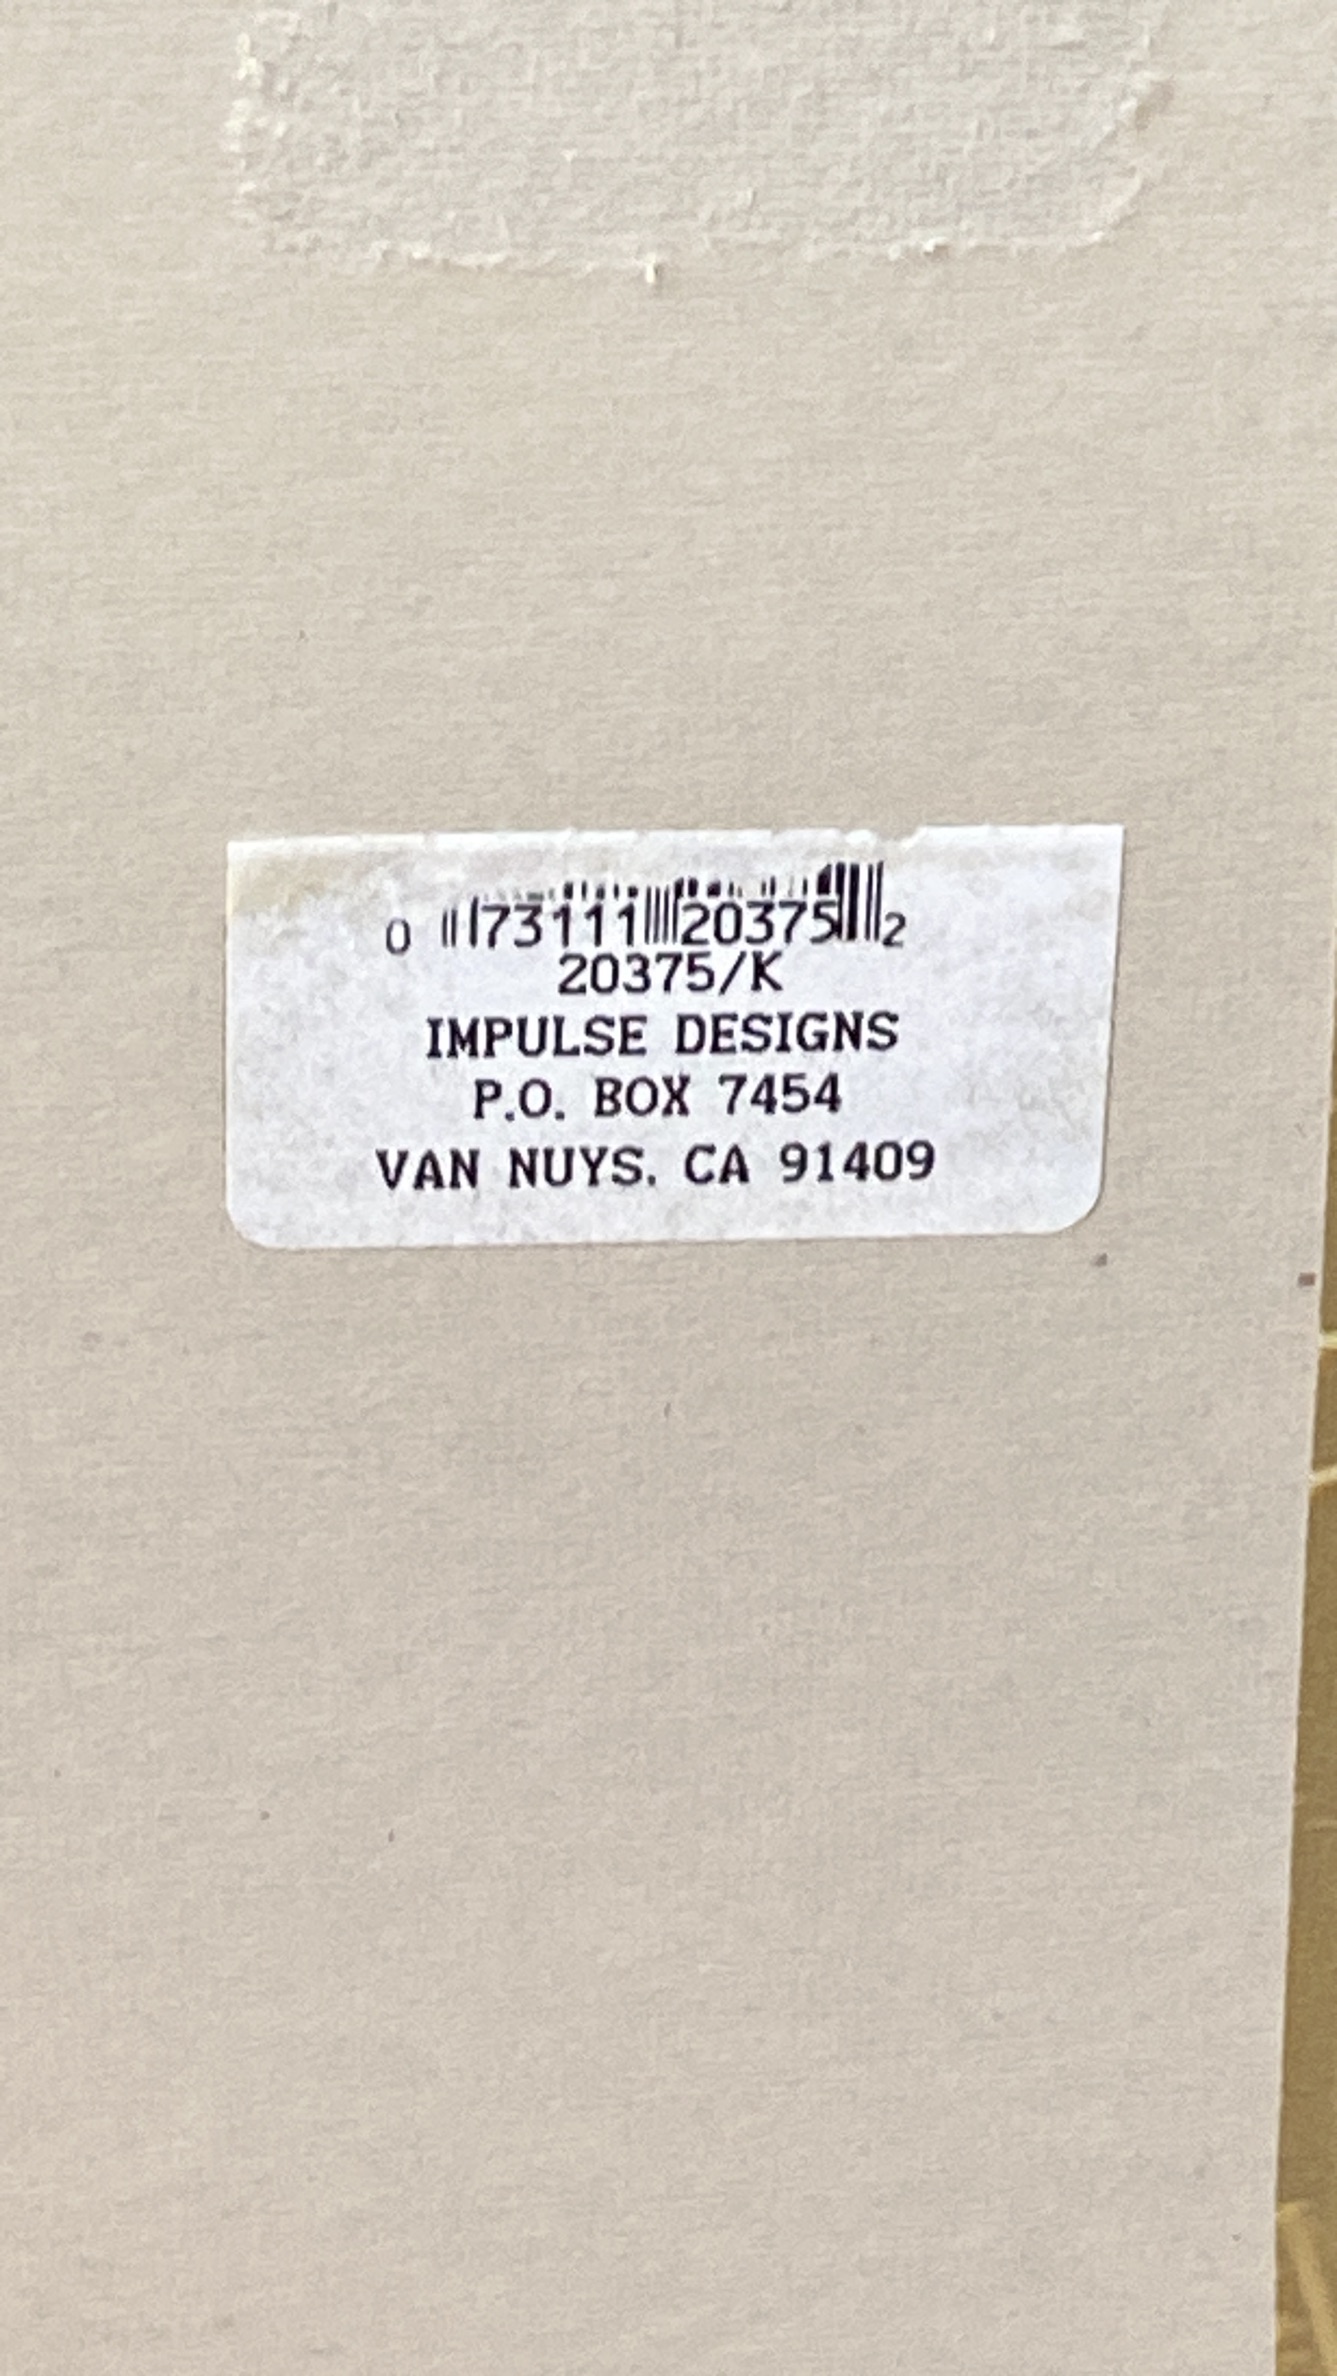 0 73111 20375 2
20375/K
IMPULSE DESIGNS
P.O. BOX 7454
VAN NUYS. CA 91409